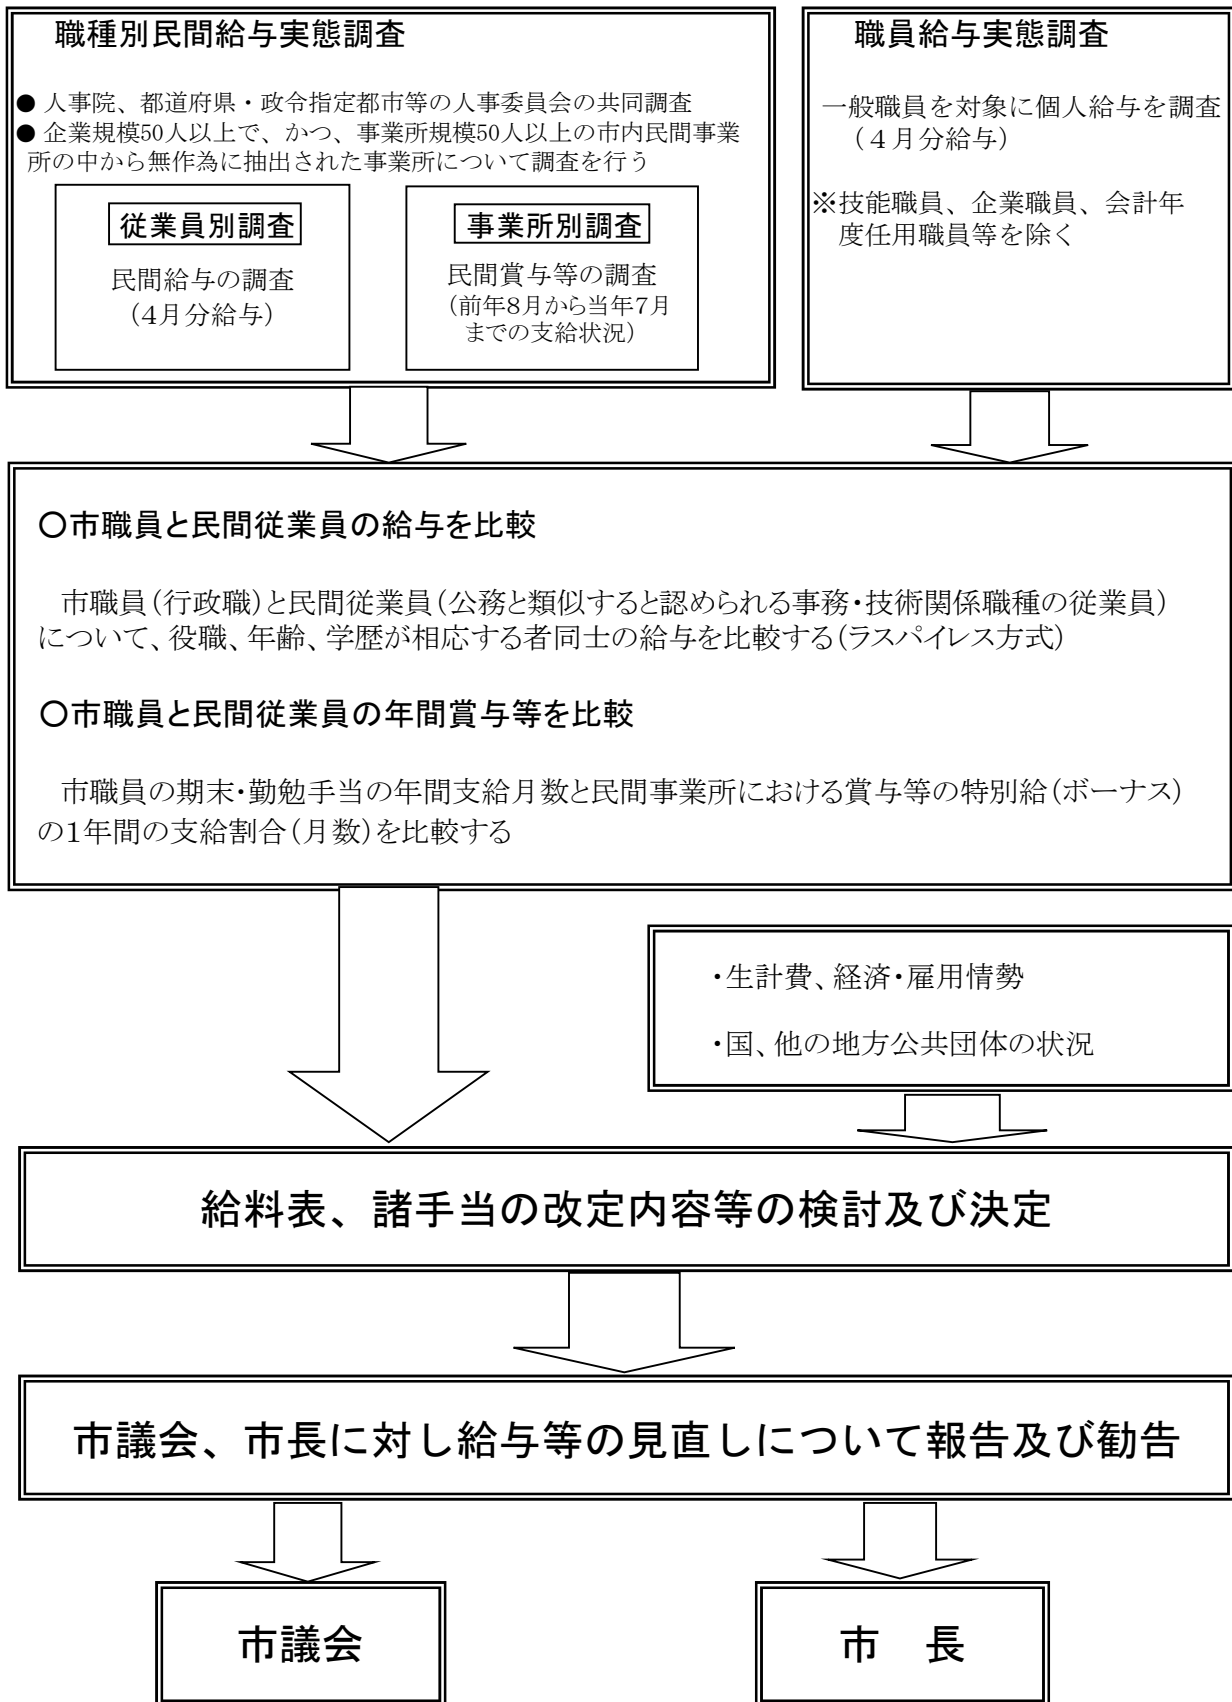 職種別民間給与実態調査
● 人事院、都道府県・政令指定都市等の人事委員会の共同調査
● 企業規模50人以上で、かつ、事業所規模50人以上の市内民間事業
所の中から無作為に抽出された事業所について調査を行う
従業員別調査
民間給与の調査
(4月分給与)
事業所別調査
民間賞与等の調査
(前年8月から当年7月
までの支給状況)
職員給与実態調査
一般職員を対象に個人給与を調査
(4月分給与)
※技能職員、企業職員、会計年
度任用職員等を除く
○市職員と民間従業員の給与を比較
市職員(行政職)と民間従業員(公務と類似すると認められる事務・技術関係職種の従業員)
について、役職、年齢、学歴が相応する者同士の給与を比較する(ラスパイレス方式)
○市職員と民間従業員の年間賞与等を比較
市職員の期末・勤勉手当の年間支給月数と民間事業所における賞与等の特別給(ボーナス)
の1年間の支給割合(月数)を比較する
・生計費、経済・雇用情勢
・国、他の地方公共団体の状況
給料表、諸手当の改定内容等の検討及び決定
市議会、市長に対し給与等の見直しについて報告及び勧告
市議会
市　長